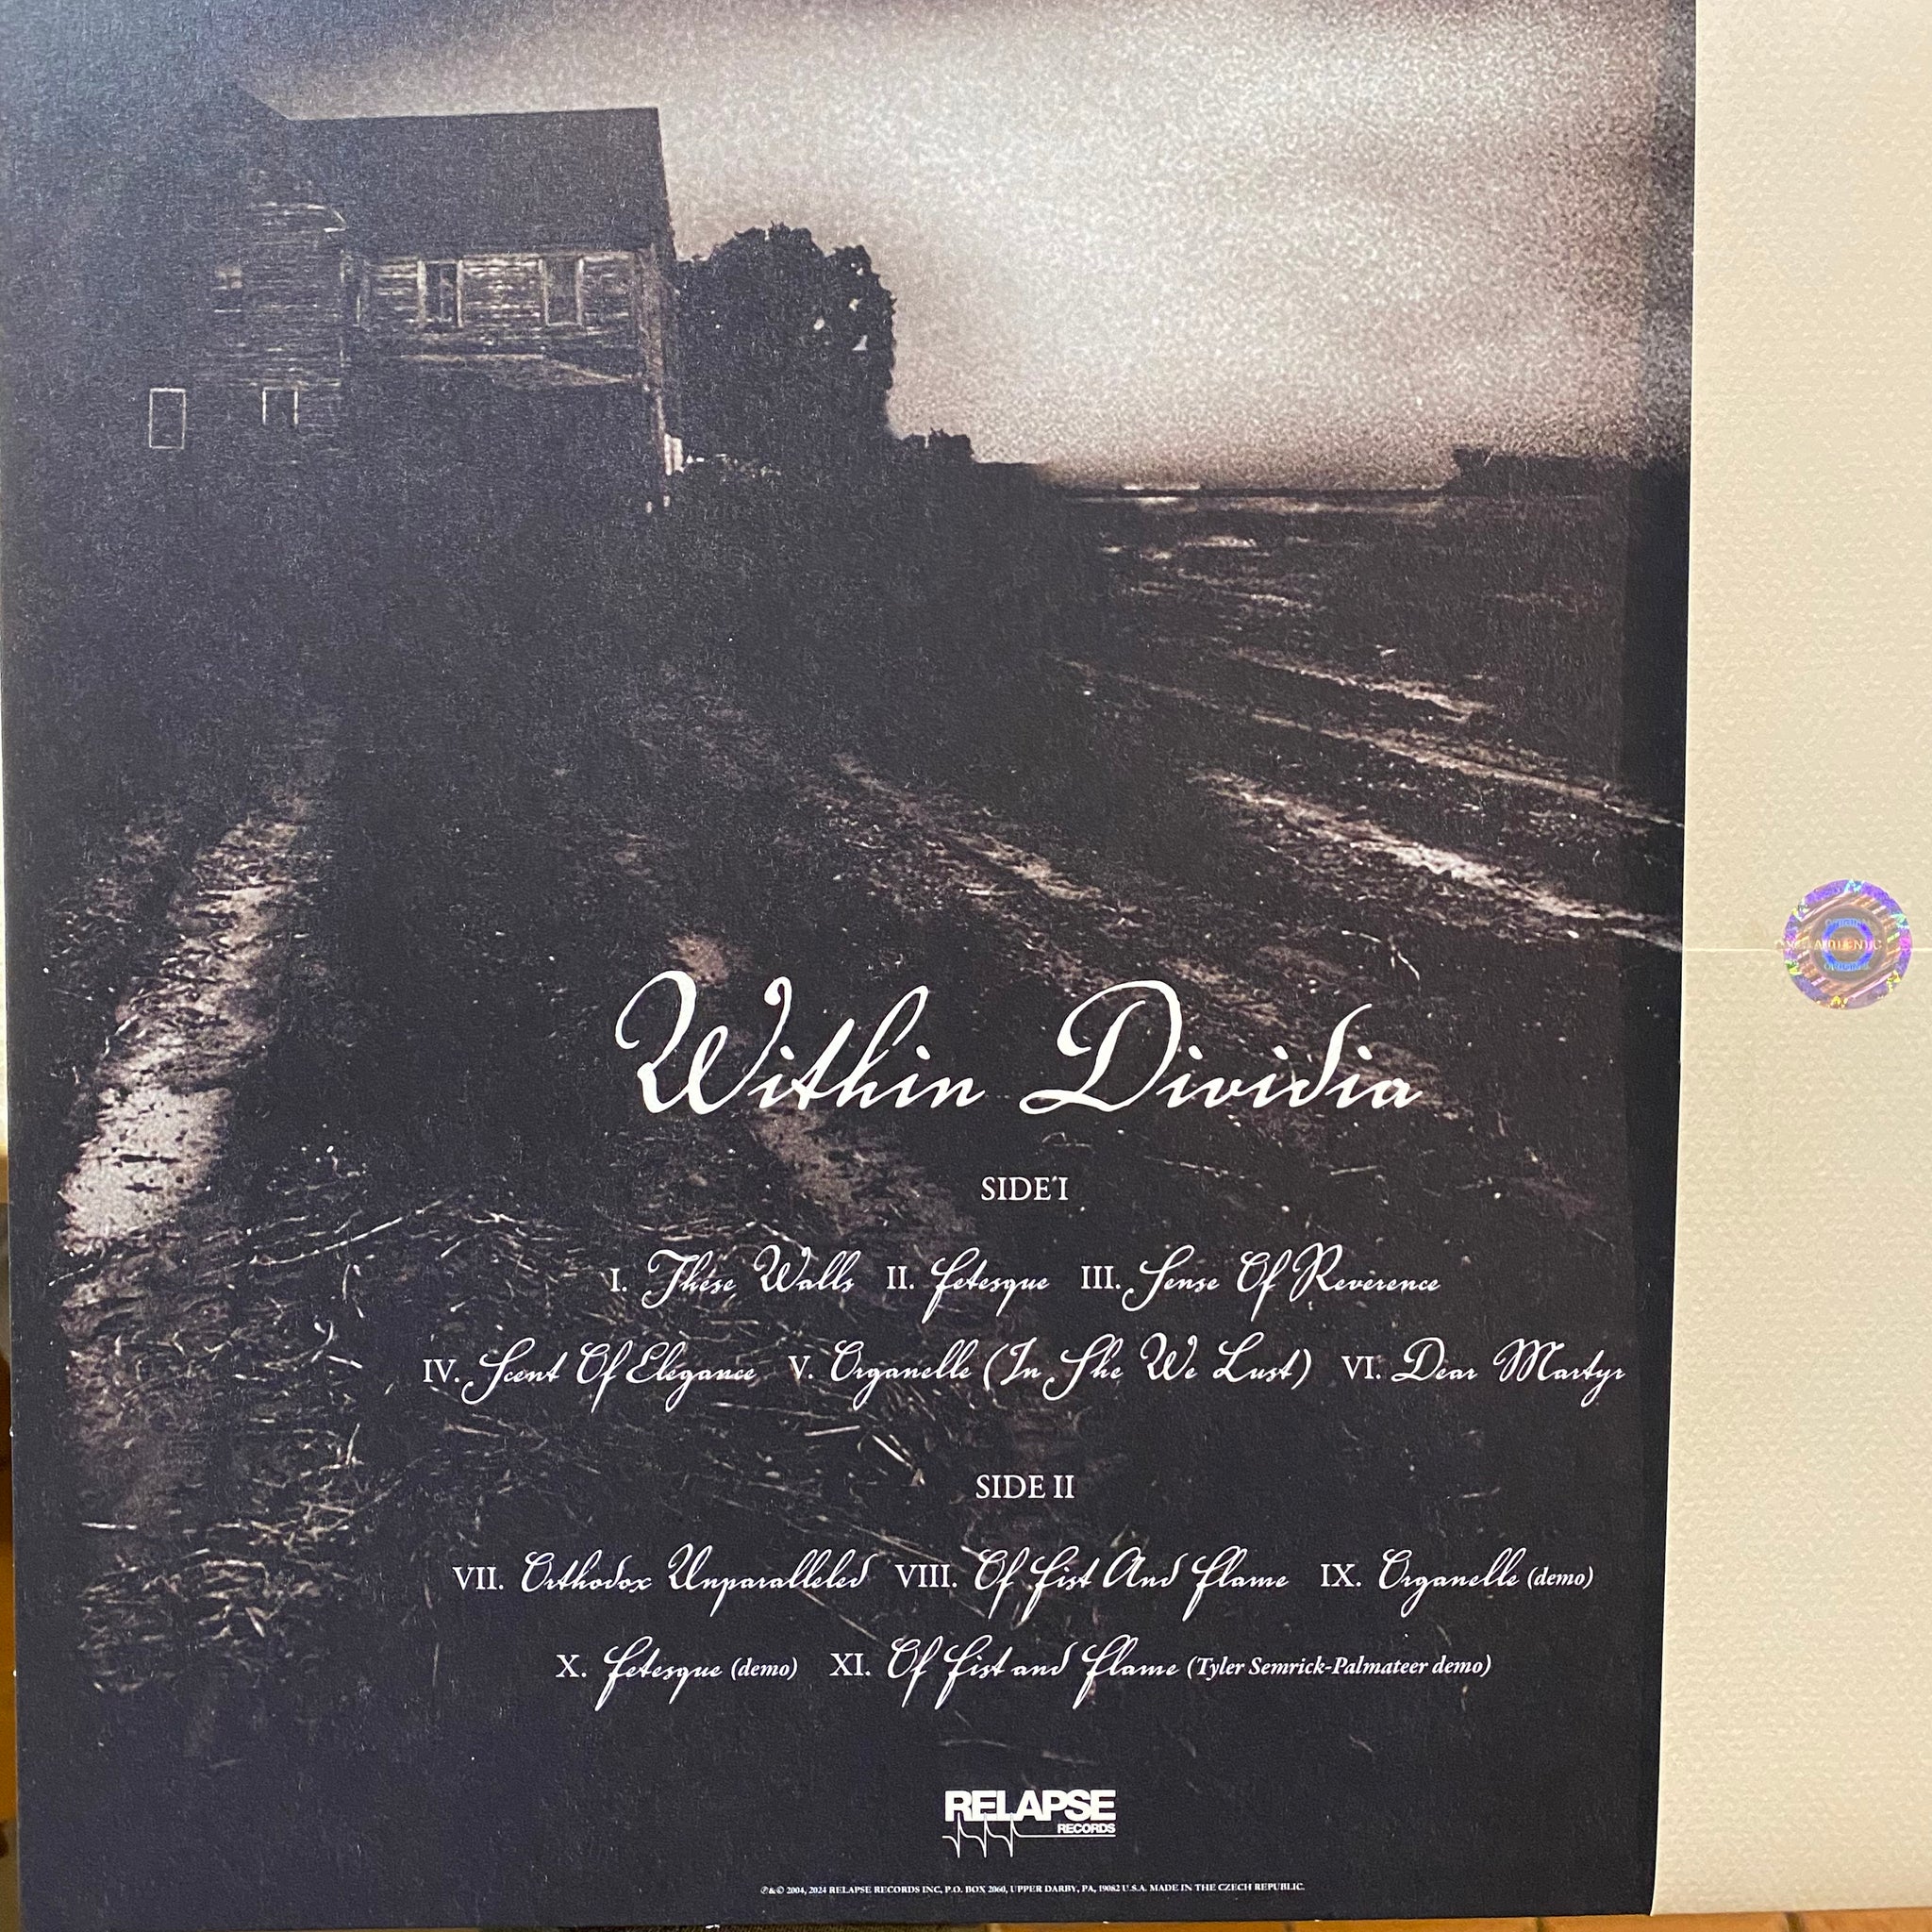 Within Dividia
SIDE I
I. These Walls II. Fetesque III. Sense Of Reverence
IV. Scent Of Elegance V. Organelle (In She We Lust) VI. Dear Martyr
SIDE II
VII. Orthodox Unparalleled VIII. Of Fist And Flame IX. Organelle (demo)
X. Fetesque (demo) XI. Of Fist and Flame (Tyler Semrick-Palmateer demo)
RELAPSE
RECORDS
℗&© 2004, 2024 RELAPSE RECORDS INC, P.O. BOX 2060, UPPER DARBY, PA, 19082 U.S.A. MADE IN THE CZECH REPUBLIC.